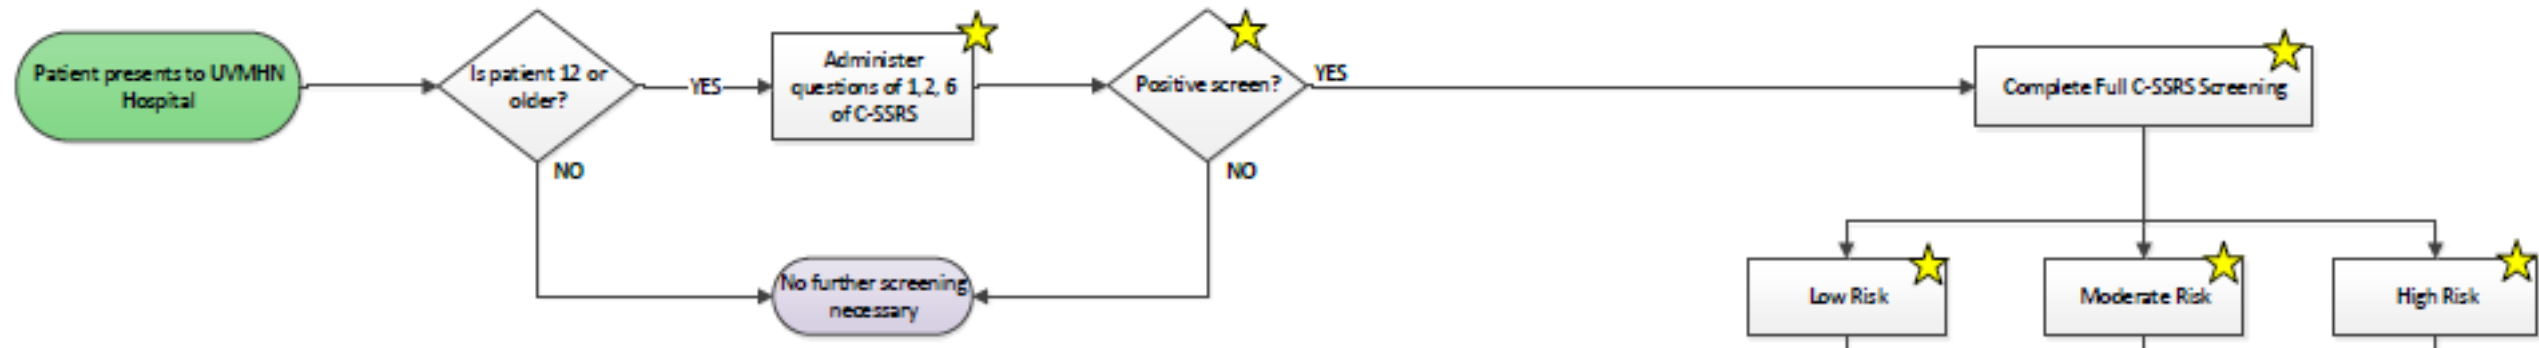 Patient presents to UVMHN
Hospital
Is patient 12 or
older?
YES
Administer
questions of 1,2, 6
of C-SSRS
Positive screen?
YES
Complete Full C-SSRS Screening
NO
NO
No further screening
necessary
Low Risk
Moderate Risk
High Risk